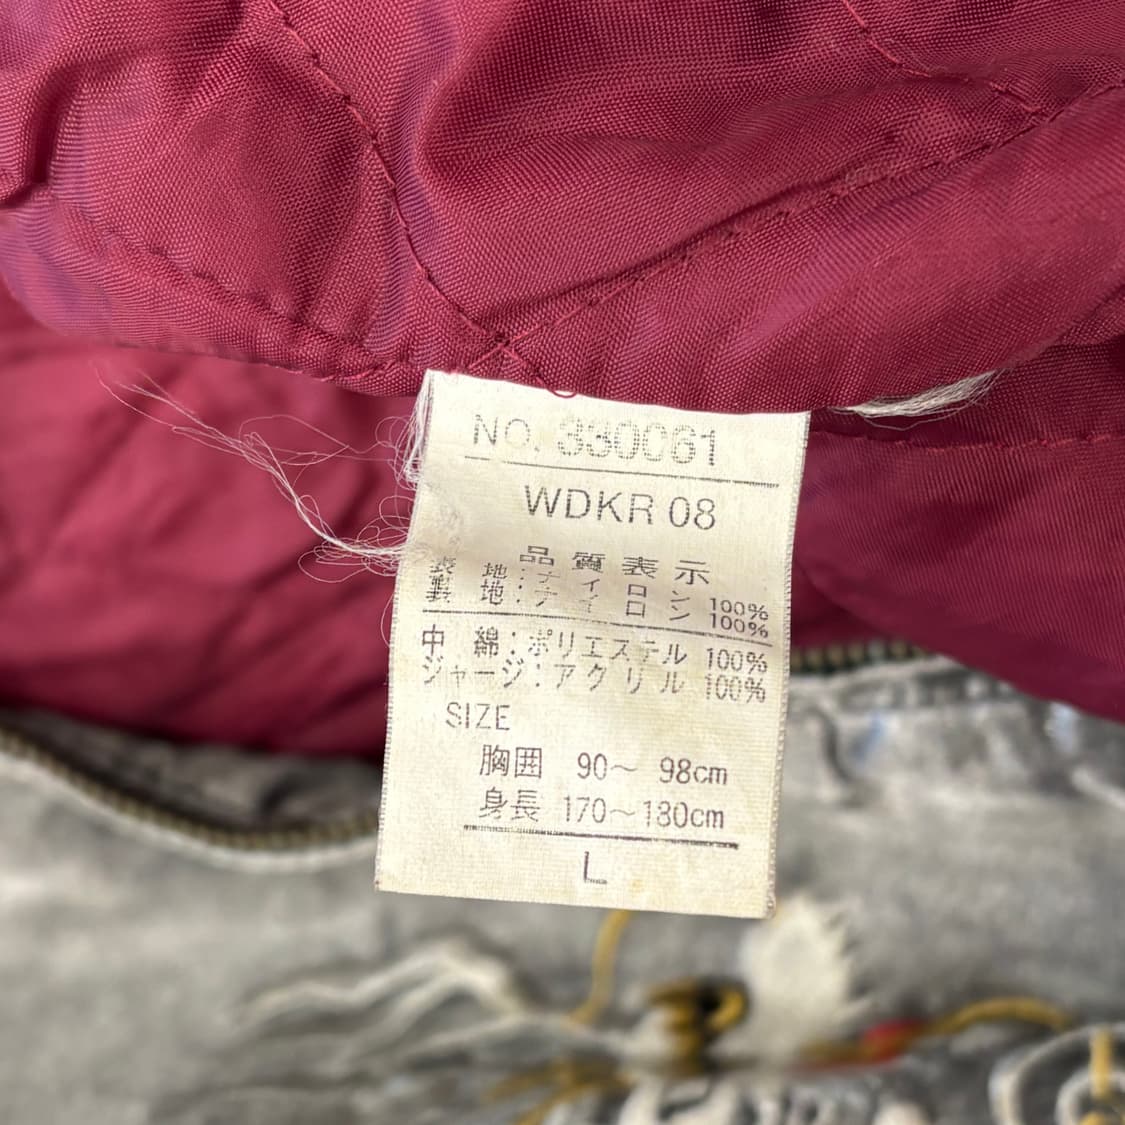 NO. 330061
WDKR 08
品質表示
表地:ナイロン 100%
裏地:ナイロン 100%
中綿:ポリエステル 100%
ジャージ:アクリル 100%
SIZE
胸囲 90～ 98cm
身長 170～180cm
L